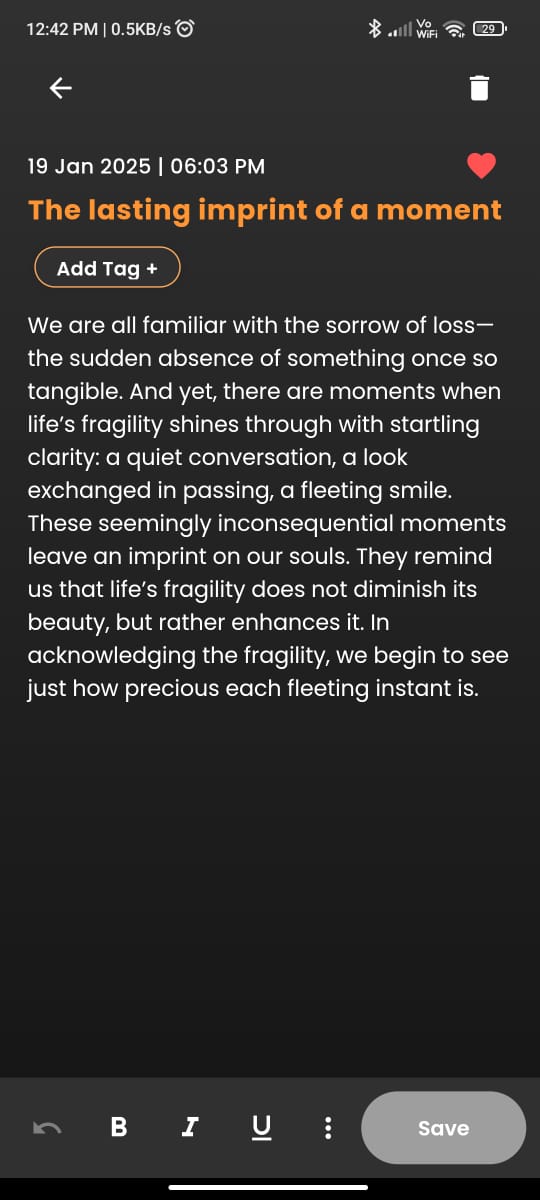 12:42 PM | 0.5KB/s
Vo
WiFi
29
19 Jan 2025 | 06:03 PM
The lasting imprint of a moment
Add Tag +
We are all familiar with the sorrow of loss—
the sudden absence of something once so
tangible. And yet, there are moments when
life’s fragility shines through with startling
clarity: a quiet conversation, a look
exchanged in passing, a fleeting smile.
These seemingly inconsequential moments
leave an imprint on our souls. They remind
us that life’s fragility does not diminish its
beauty, but rather enhances it. In
acknowledging the fragility, we begin to see
just how precious each fleeting instant is.
B I U Save